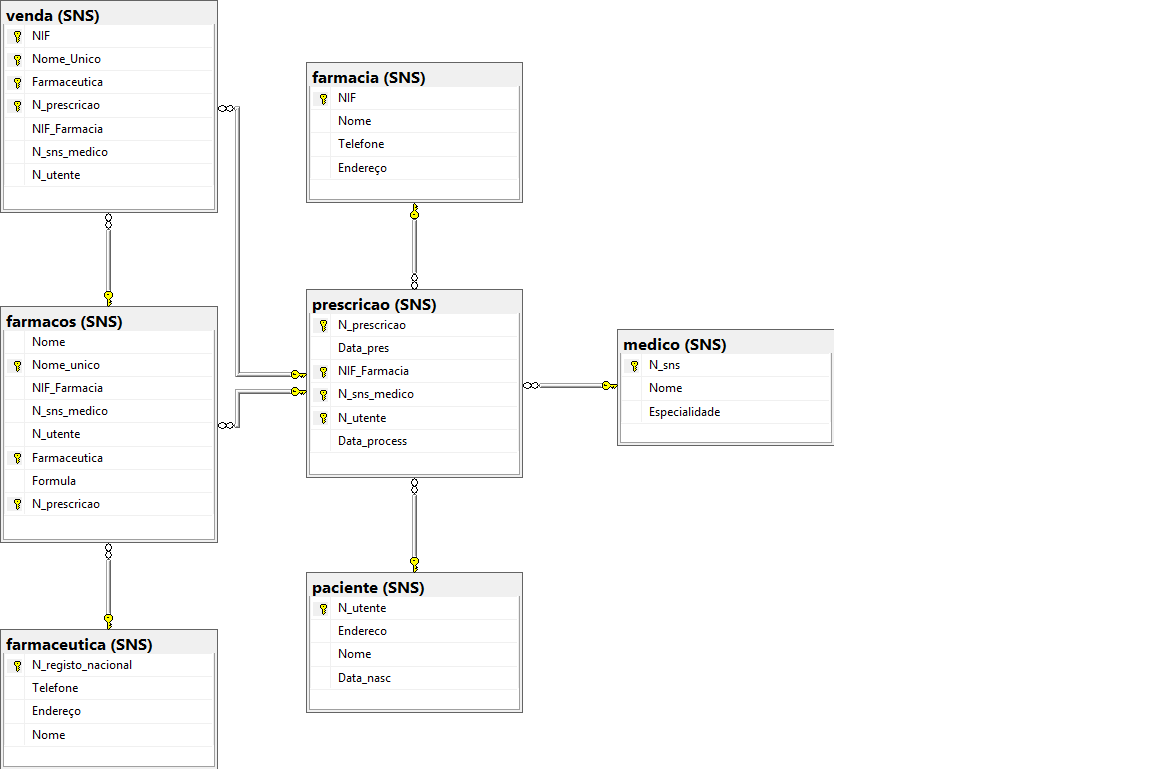 venda (SNS)
NIF
Nome_Unico
Farmaceutica
N_prescricao
NIF_Farmacia
N_sns_medico
N_utente
farmacia (SNS)
NIF
Nome
Telefone
Endereço
farmacos (SNS)
Nome
Nome_unico
NIF_Farmacia
N_sns_medico
N_utente
Farmaceutica
Formula
N_prescricao
prescricao (SNS)
N_prescricao
Data_pres
NIF_Farmacia
N_sns_medico
N_utente
Data_process
medico (SNS)
N_sns
Nome
Especialidade
farmaceutica (SNS)
N_registo_nacional
Telefone
Endereço
Nome
paciente (SNS)
N_utente
Endereco
Nome
Data_nasc